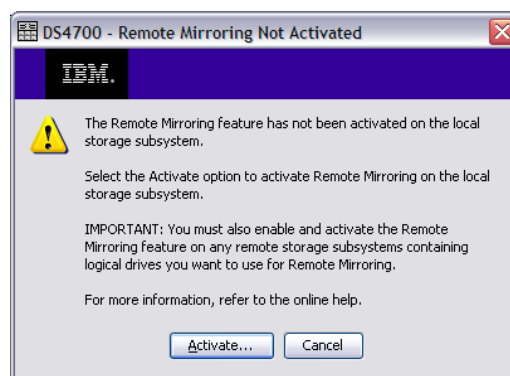 DS4700 - Remote Mirroring Not Activated
IBM.
The Remote Mirroring feature has not been activated on the local
storage subsystem.
Select the Activate option to activate Remote Mirroring on the local
storage subsystem.
IMPORTANT: You must also enable and activate the Remote
Mirroring feature on any remote storage subsystems containing
logical drives you want to use for Remote Mirroring.
For more information, refer to the online help.
Activate...
Cancel